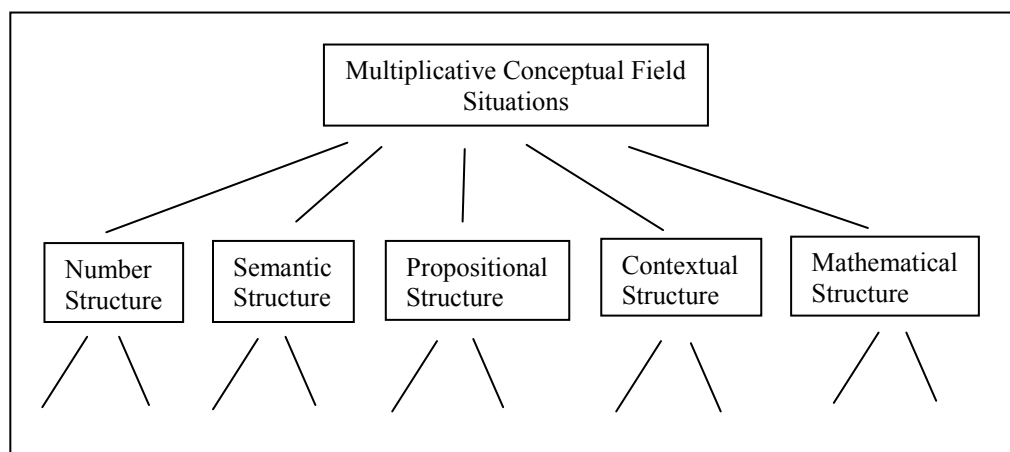 Multiplicative Conceptual Field
Situations
Number
Structure
Semantic
Structure
Propositional
Structure
Contextual
Structure
Mathematical
Structure